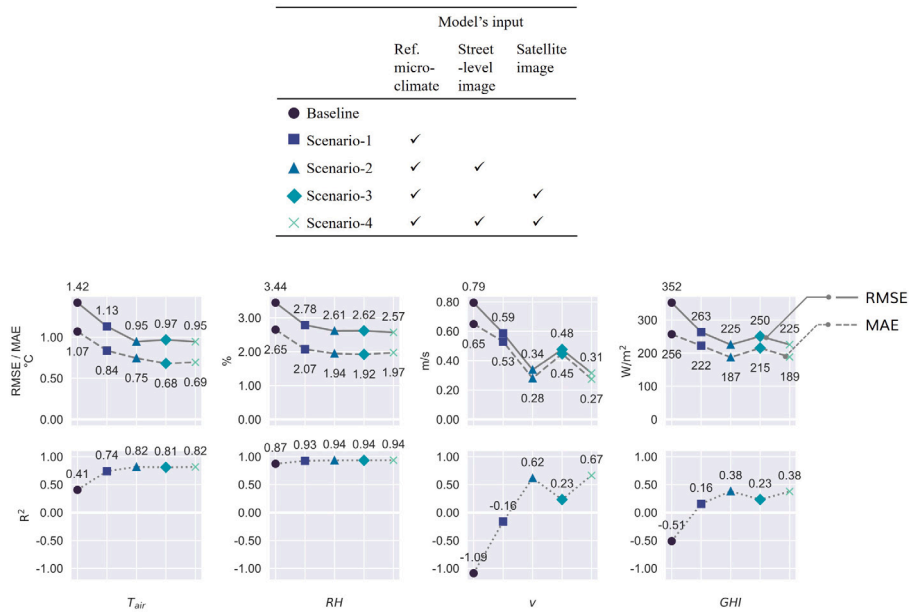 Model's input
Ref. Street Satellite
micro- -level image
climate image
Baseline
Scenario-1 ✓
Scenario-2 ✓ ✓
Scenario-3 ✓ ✓
Scenario-4 ✓ ✓ ✓
1.42 3.44 0.79 352
RMSE / MAE
°C
1.00
0.50
0.00
1.13 0.95 0.97 0.95
1.07 0.84 0.75 0.68 0.69
%
3.00
2.00
1.00
0.00
2.78 2.61 2.62 2.57
2.65 2.07 1.94 1.92 1.97
m/s
0.80
0.60
0.40
0.20
0.00
0.59 0.34 0.48 0.31
0.65 0.53 0.28 0.45 0.27
W/m²
300
200
100
0
263 225 250 225
256 222 187 215 189
RMSE
MAE
R²
1.00
0.50
0.00
-0.50
-1.00
0.41 0.74 0.82 0.81 0.82
T_air
1.00
0.50
0.00
-0.50
-1.00
0.87 0.93 0.94 0.94 0.94
RH
1.00
0.50
0.00
-0.50
-1.00
-1.09 -0.16 0.62 0.23 0.67
v
1.00
0.50
0.00
-0.50
-1.00
-0.51 0.16 0.38 0.23 0.38
GHI